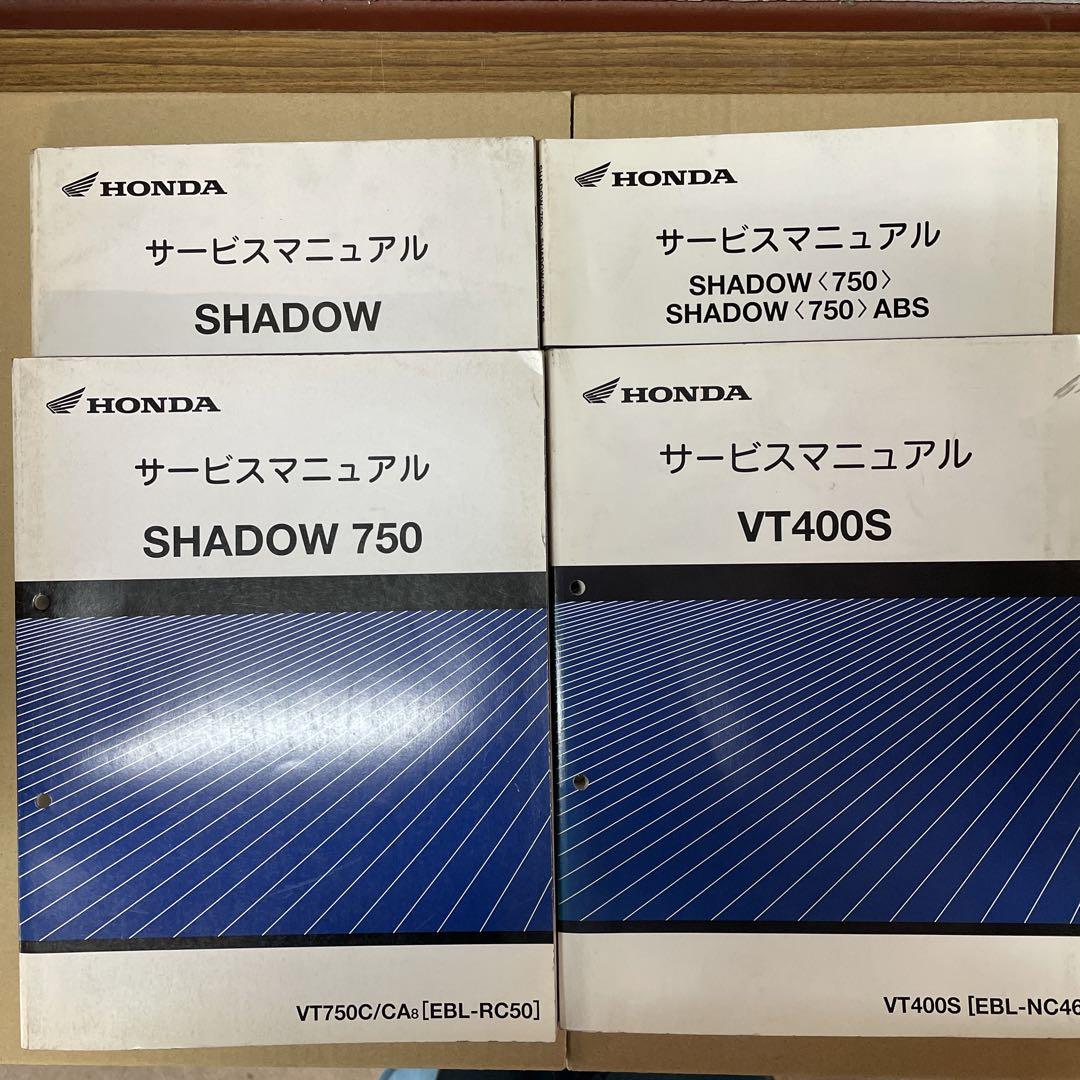 HONDA
サービスマニュアル
SHADOW
HONDA
サービスマニュアル
SHADOW〈750〉
SHADOW〈750〉ABS
HONDA
サービスマニュアル
SHADOW 750
VT750C/CA8 [EBL-RC50]
HONDA
サービスマニュアル
VT400S
VT400S [EBL-NC46